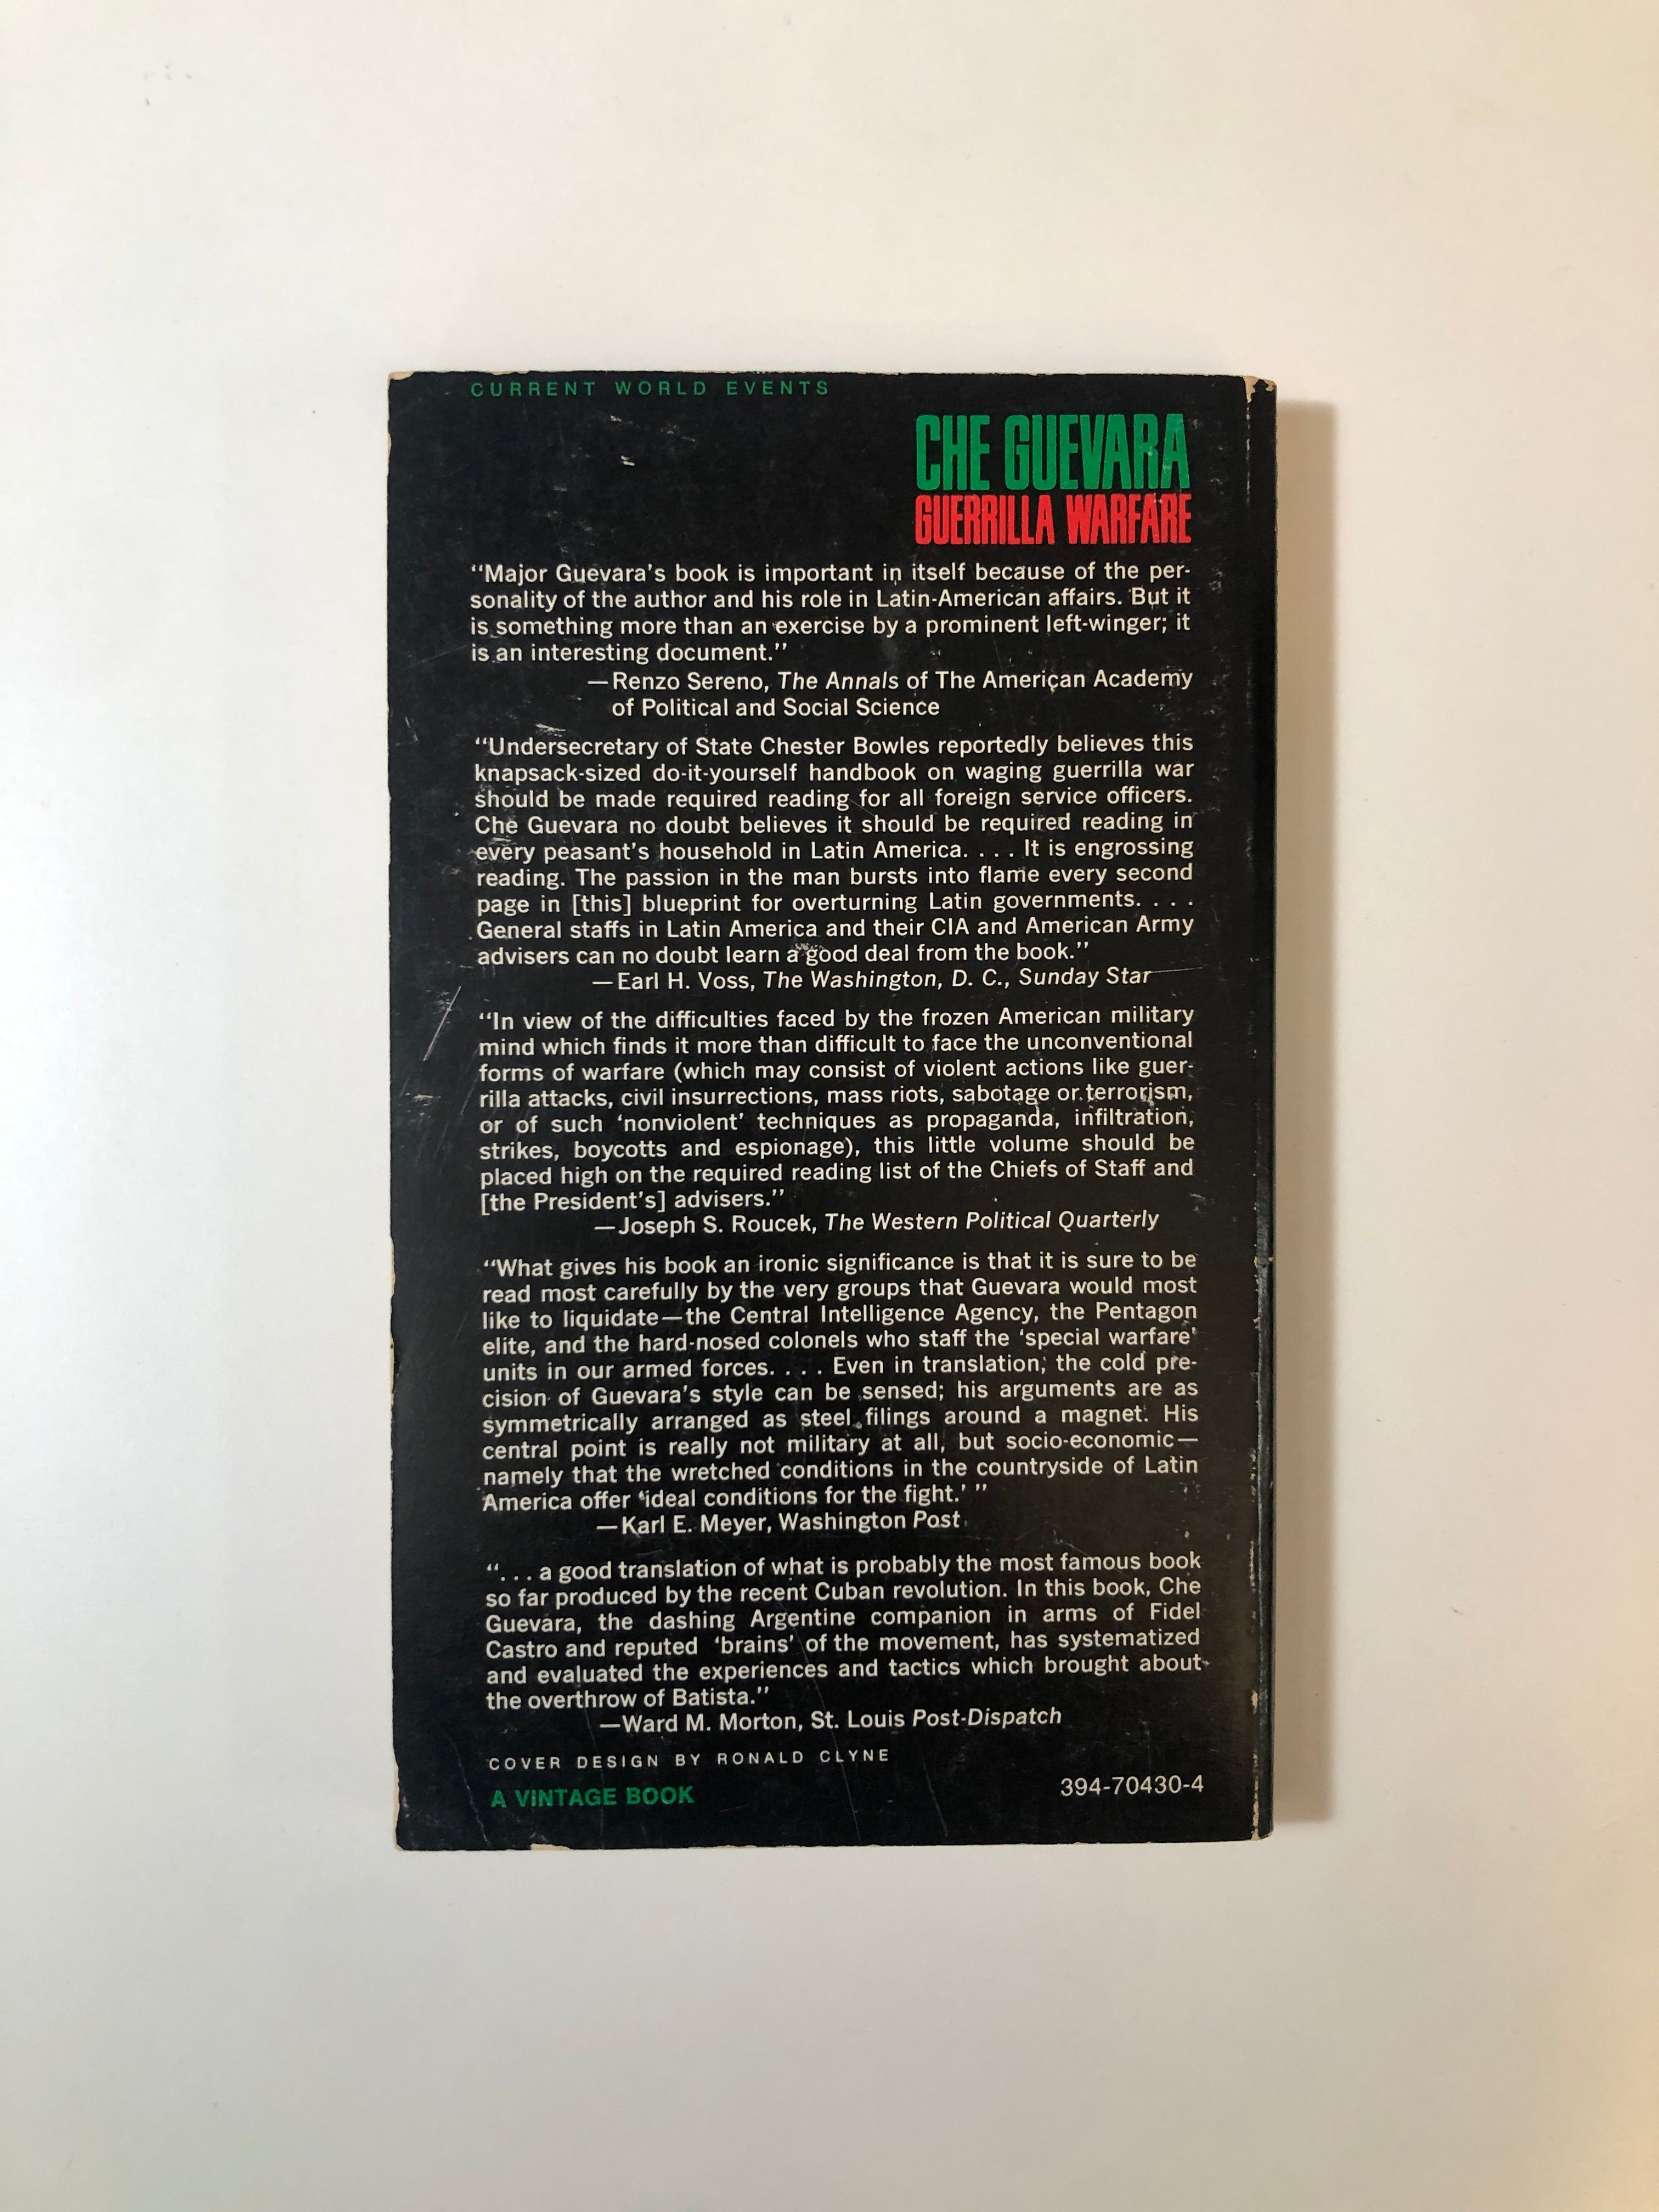 CURRENT WORLD EVENTS
CHE GUEVARA
GUERRILLA WARFARE
“Major Guevara’s book is important in itself because of the per-
sonality of the author and his role in Latin-American affairs. But it
is something more than an exercise by a prominent left-winger; it
is an interesting document.”
—Renzo Sereno, The Annals of The American Academy
of Political and Social Science
“Undersecretary of State Chester Bowles reportedly believes this
knapsack-sized do-it-yourself handbook on waging guerrilla war
should be made required reading for all foreign service officers.
Che Guevara no doubt believes it should be required reading in
every peasant’s household in Latin America. . . . It is engrossing
reading. The passion in the man bursts into flame every second
page in [this] blueprint for overturning Latin governments. . . .
General staffs in Latin America and their CIA and American Army
advisers can no doubt learn a good deal from the book.”
—Earl H. Voss, The Washington, D. C., Sunday Star
“In view of the difficulties faced by the frozen American military
mind which finds it more than difficult to face the unconventional
forms of warfare (which may consist of violent actions like guer-
rilla attacks, civil insurrections, mass riots, sabotage or terrorism,
or of such ‘nonviolent’ techniques as propaganda, infiltration,
strikes, boycotts and espionage), this little volume should be
placed high on the required reading list of the Chiefs of Staff and
[the President’s] advisers.”
—Joseph S. Roucek, The Western Political Quarterly
“What gives his book an ironic significance is that it is sure to be
read most carefully by the very groups that Guevara would most
like to liquidate—the Central Intelligence Agency, the Pentagon
elite, and the hard-nosed colonels who staff the ‘special warfare’
units in our armed forces. . . . Even in translation, the cold pre-
cision of Guevara’s style can be sensed; his arguments are as
symmetrically arranged as steel filings around a magnet. His
central point is really not military at all, but socio-economic—
namely that the wretched conditions in the countryside of Latin
America offer ‘ideal conditions for the fight.’ ”
—Karl E. Meyer, Washington Post
“. . . a good translation of what is probably the most famous book
so far produced by the recent Cuban revolution. In this book, Che
Guevara, the dashing Argentine companion in arms of Fidel
Castro and reputed ‘brains’ of the movement, has systematized
and evaluated the experiences and tactics which brought about
the overthrow of Batista.”
—Ward M. Morton, St. Louis Post-Dispatch
COVER DESIGN BY RONALD CLYNE
A VINTAGE BOOK
394-70430-4